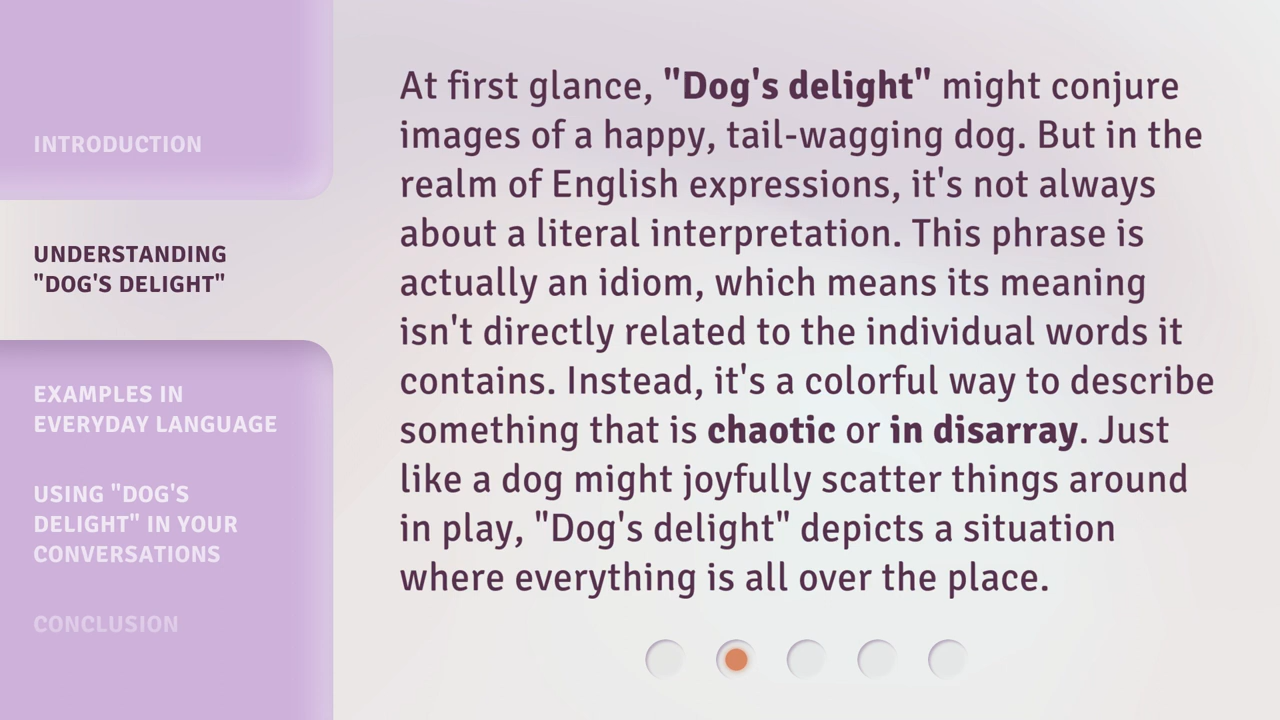 INTRODUCTION
UNDERSTANDING
"DOG'S DELIGHT"
EXAMPLES IN
EVERYDAY LANGUAGE
USING "DOG'S
DELIGHT" IN YOUR
CONVERSATIONS
CONCLUSION
At first glance, "Dog's delight" might conjure
images of a happy, tail-wagging dog. But in the
realm of English expressions, it's not always
about a literal interpretation. This phrase is
actually an idiom, which means its meaning
isn't directly related to the individual words it
contains. Instead, it's a colorful way to describe
something that is chaotic or in disarray. Just
like a dog might joyfully scatter things around
in play, "Dog's delight" depicts a situation
where everything is all over the place.